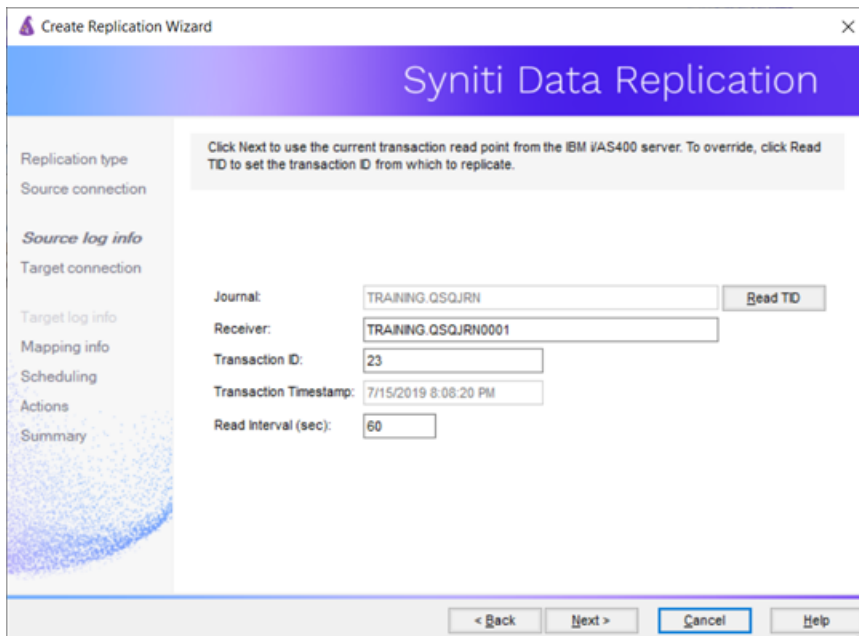 Create Replication Wizard
Syniti Data Replication
Click Next to use the current transaction read point from the IBM i/AS400 server. To override, click Read
TID to set the transaction ID from which to replicate.
Replication type
Source connection
Source log info
Target connection
Target log info
Mapping info
Scheduling
Actions
Summary
Journal: TRAINING.QSQJRN Read TID
Receiver: TRAINING.QSQJRN0001
Transaction ID: 23
Transaction Timestamp: 7/15/2019 8:08:20 PM
Read Interval (sec): 60
< Back Next > Cancel Help